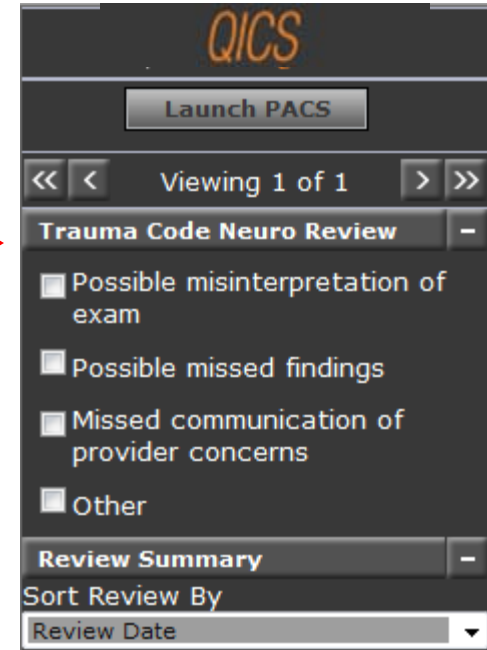 QICS
Launch PACS
<< < Viewing 1 of 1 > >>
Trauma Code Neuro Review −
Possible misinterpretation of
exam
Possible missed findings
Missed communication of
provider concerns
Other
Review Summary −
Sort Review By
Review Date